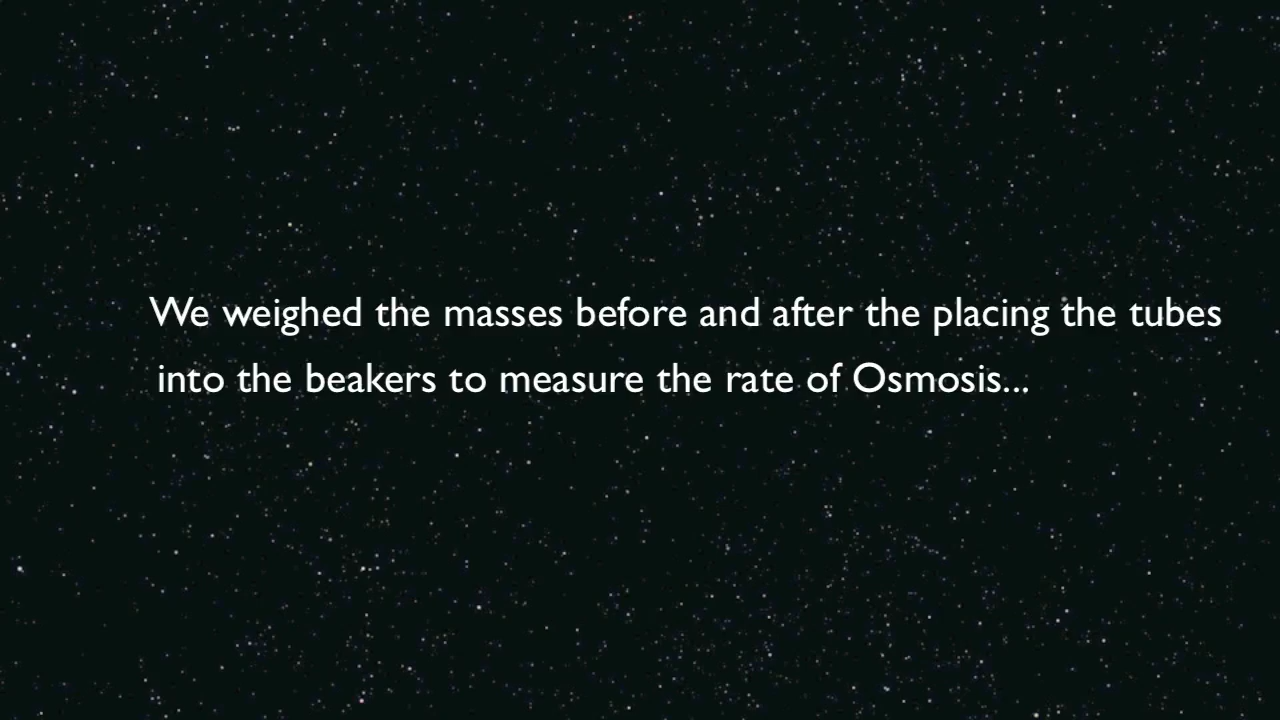 We weighed the masses before and after the placing the tubes
into the beakers to measure the rate of Osmosis...